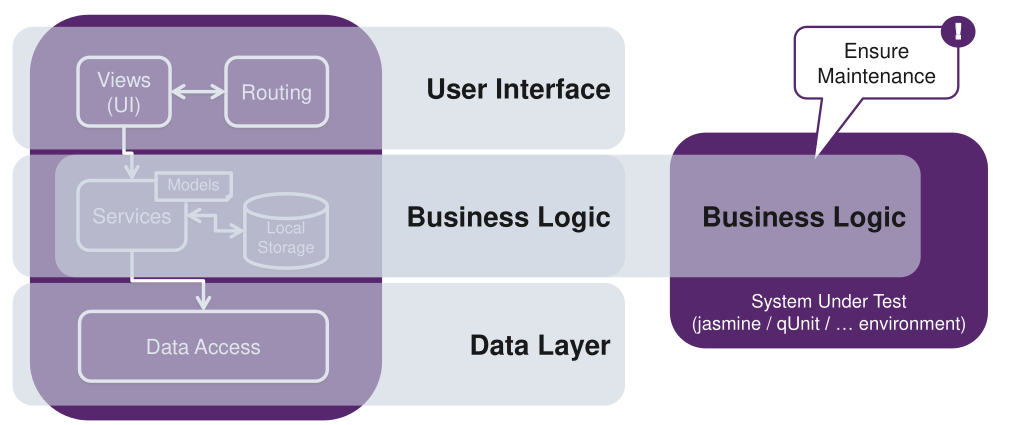 Views
(UI)
Routing
User Interface
Models
Services
Local
Storage
Business Logic
Data Access
Data Layer
!
Ensure
Maintenance
Business Logic
System Under Test
(jasmine / qUnit / … environment)